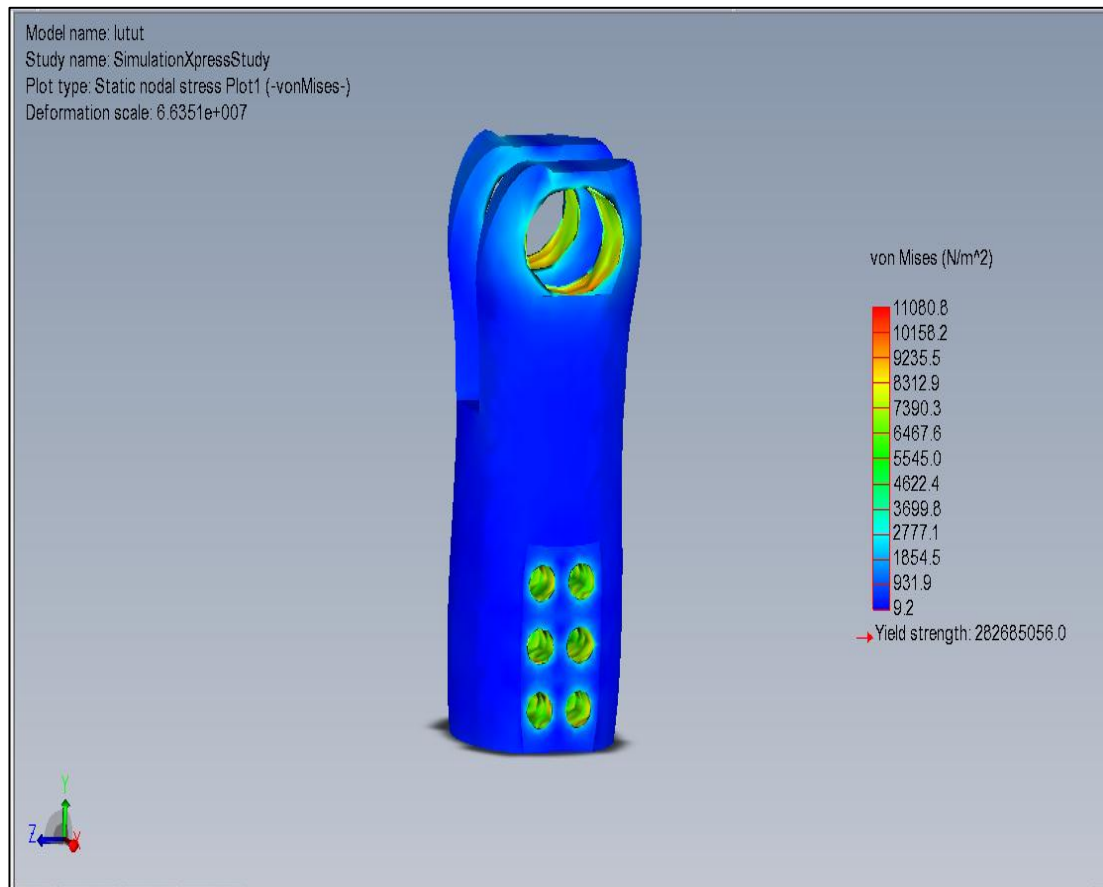 Model name: lutut
Study name: SimulationXpressStudy
Plot type: Static nodal stress Plot1 (-vonMises-)
Deformation scale: 6.6351e+007
von Mises (N/m^2)
11080.8
10158.2
9235.5
8312.9
7390.3
6467.6
5545.0
4622.4
3699.8
2777.1
1854.5
931.9
9.2
Yield strength: 282685056.0
Y
Z
X